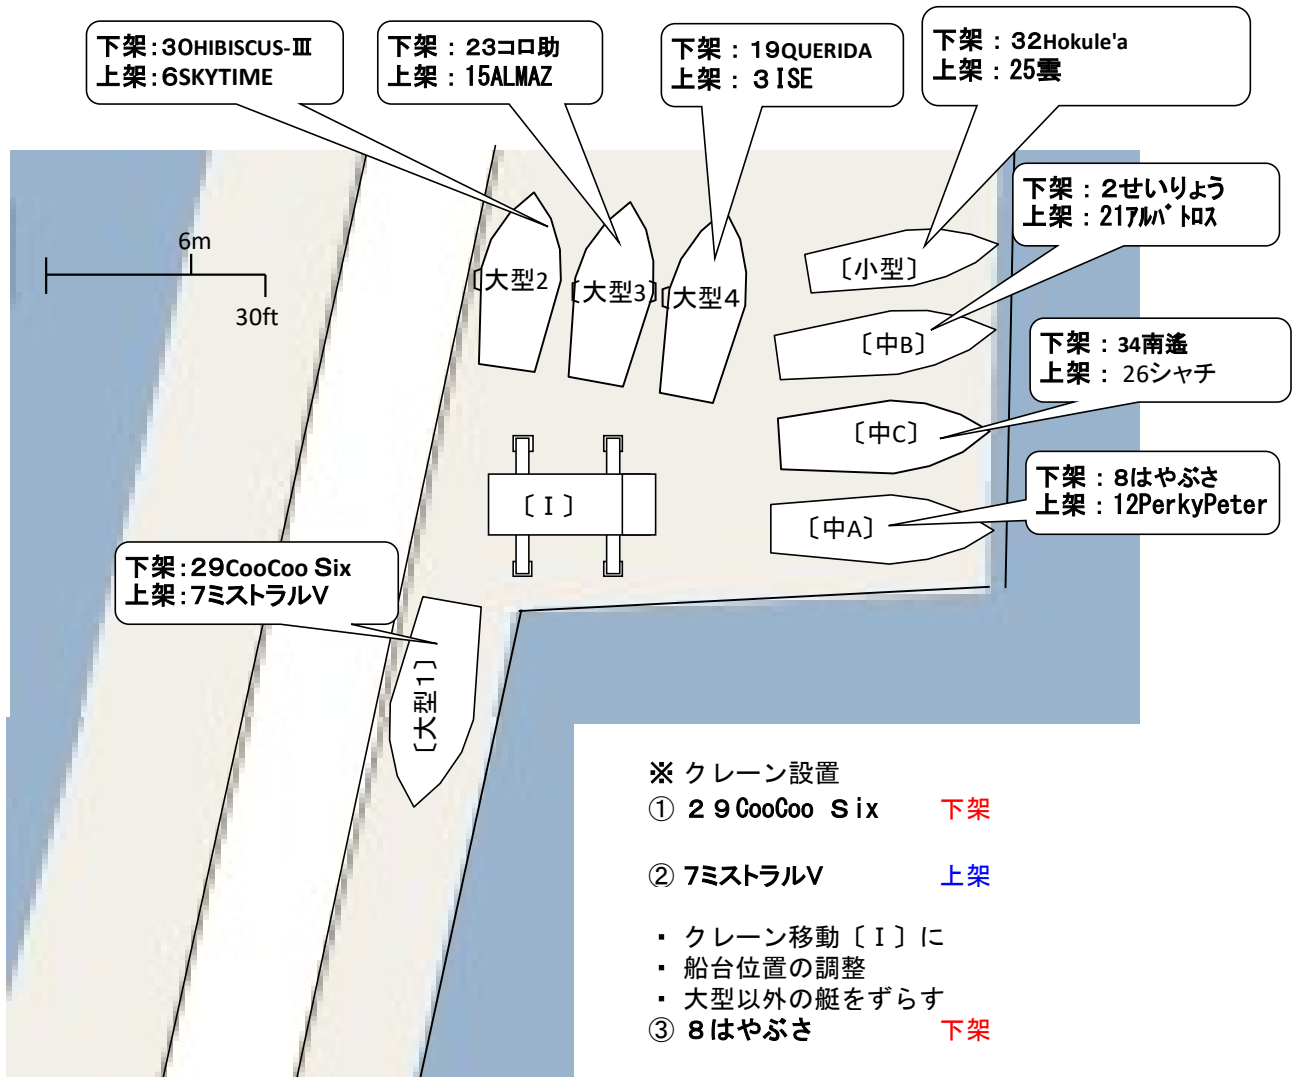 下架：30HIBISCUS-Ⅲ
上架：6SKYTIME
下架：23コロ助
上架：15ALMAZ
下架：19QUERIDA
上架：3 ISE
下架：32Hokule'a
上架：25雲
下架：2せいりょう
上架：21ｱﾙﾊﾞﾄﾛｽ
6m
30ft
〔大型2
〔大型3〕
〔大型4
〔小型〕
〔中B〕
下架：34南遙
上架：26シャチ
〔中C〕
下架：8はやぶさ
上架：12PerkyPeter
〔中A〕
〔Ⅰ〕
下架：29CooCoo Six
上架：7ミストラルⅤ
〔大型1〕
※ クレーン設置
① 29CooCoo Six 下架
② 7ミストラルⅤ 上架
・ クレーン移動〔Ⅰ〕に
・ 船台位置の調整
・ 大型以外の艇をずらす
③ 8はやぶさ 下架